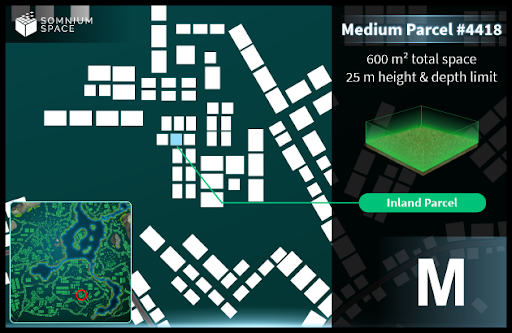 SOMNIUM
SPACE
Medium Parcel #4418
600 m² total space
25 m height & depth limit
Inland Parcel
M